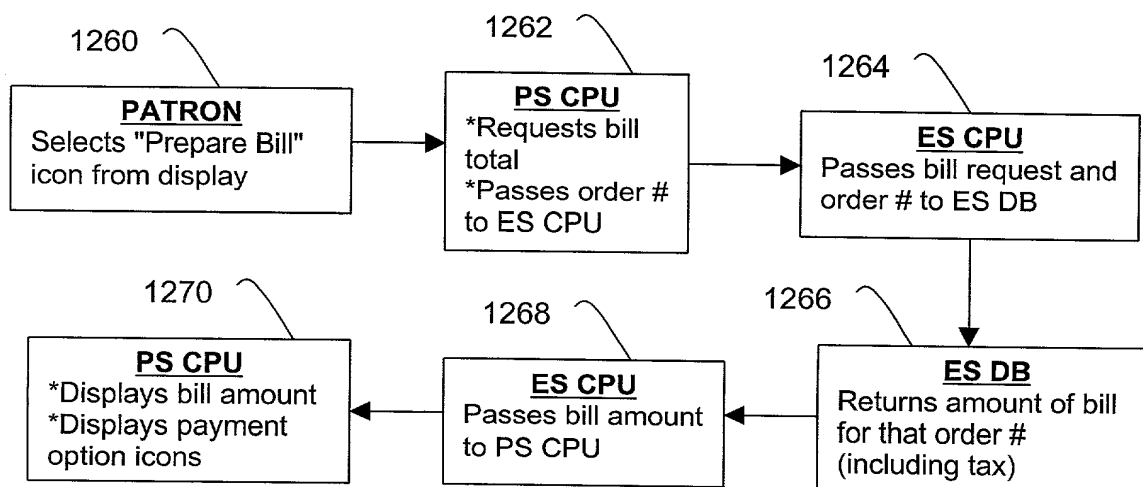 1260
PATRON
Selects "Prepare Bill"
icon from display
1262
PS CPU
*Requests bill
total
*Passes order #
to ES CPU
1264
ES CPU
Passes bill request and
order # to ES DB
1266
ES DB
Returns amount of bill
for that order #
(including tax)
1268
ES CPU
Passes bill amount
to PS CPU
1270
PS CPU
*Displays bill amount
*Displays payment
option icons